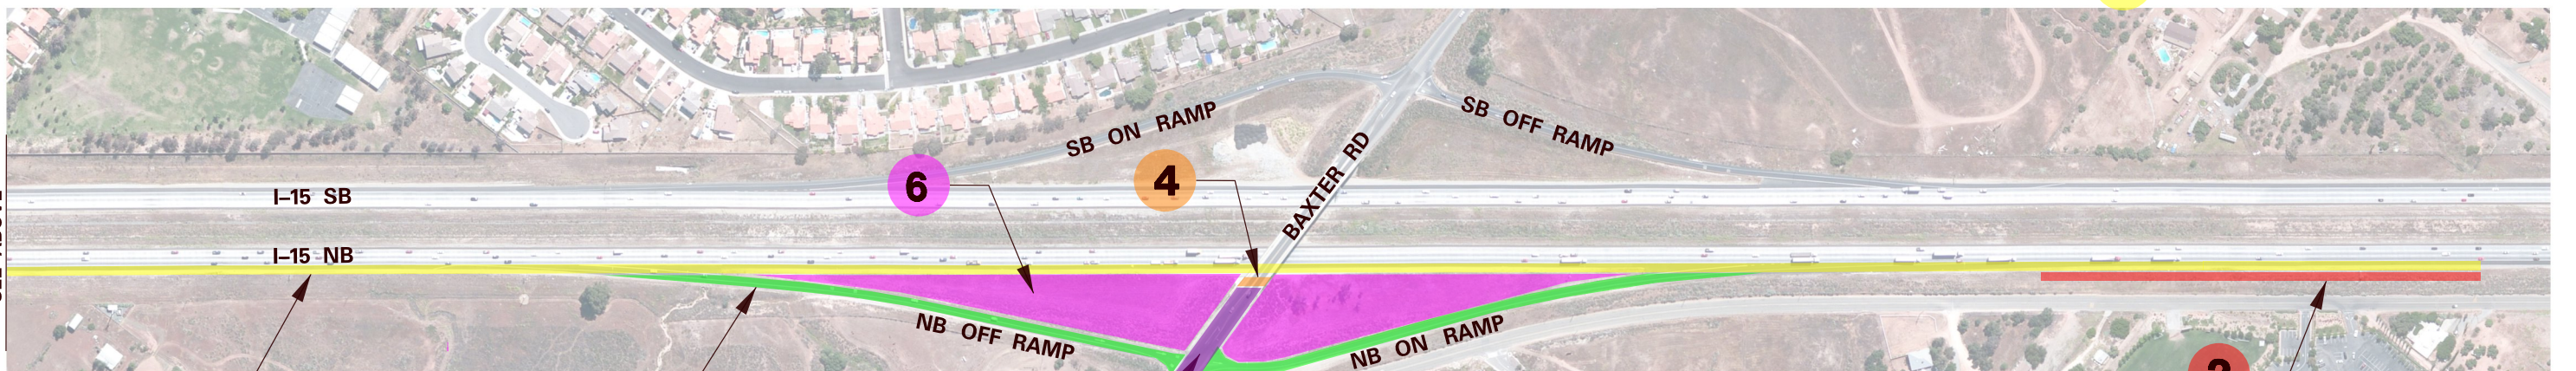 SB ON RAMP
SB OFF RAMP
BAXTER RD
6
4
I-15 SB
I-15 NB
NB OFF RAMP
NB ON RAMP